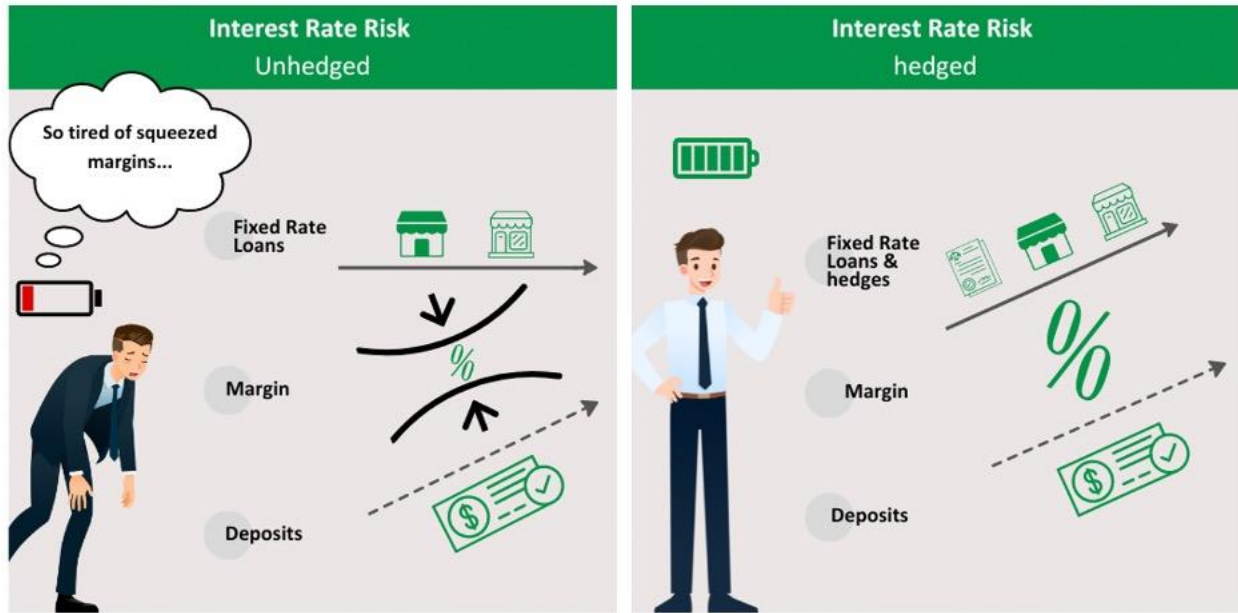 Interest Rate Risk
Unhedged
So tired of squeezed
margins...
Fixed Rate
Loans
%
Margin
$
Deposits
Interest Rate Risk
hedged
Fixed Rate
Loans &
hedges
%
Margin
$
Deposits